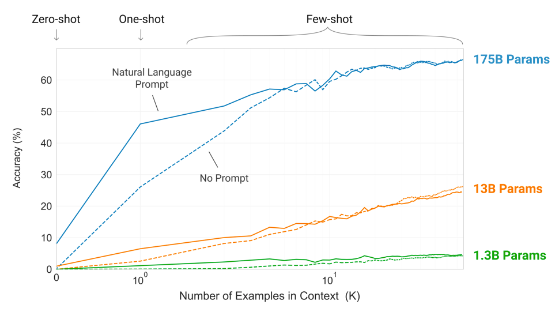 Zero-shot
One-shot
Few-shot
175B Params
Natural Language
Prompt
No Prompt
13B Params
1.3B Params
Accuracy (%)
60
50
40
30
20
10
0
0
10⁰
10¹
Number of Examples in Context (K)